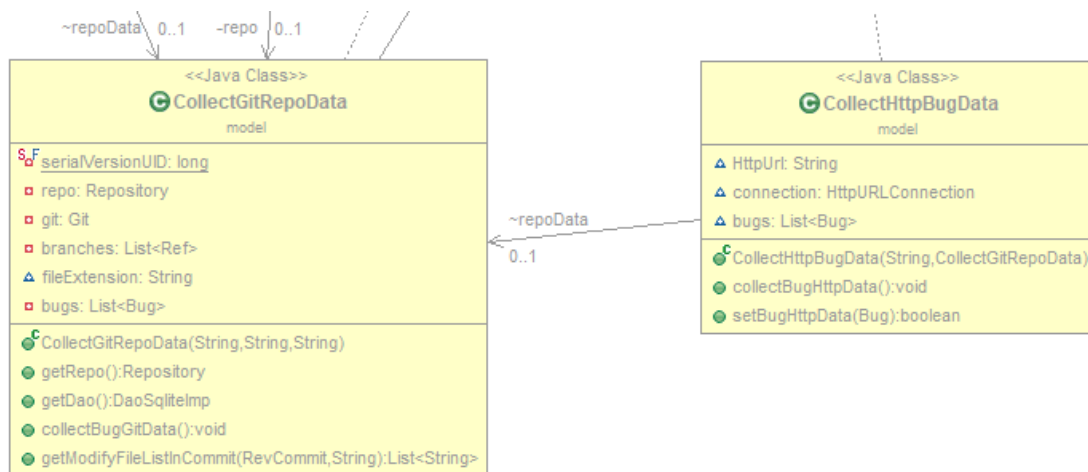 ~repoData 0..1 -repo 0..1
<<Java Class>>
CollectGitRepoData
model
serialVersionUID: long
repo: Repository
git: Git
branches: List<Ref>
fileExtension: String
bugs: List<Bug>
CollectGitRepoData(String,String,String)
getRepo():Repository
getDao():DaoSqliteImp
collectBugGitData():void
getModifyFileListInCommit(RevCommit,String):List<String>
~repoData
0..1
<<Java Class>>
CollectHttpBugData
model
HttpUrl: String
connection: HttpURLConnection
bugs: List<Bug>
CollectHttpBugData(String,CollectGitRepoData)
collectBugHttpData():void
setBugHttpData(Bug):boolean